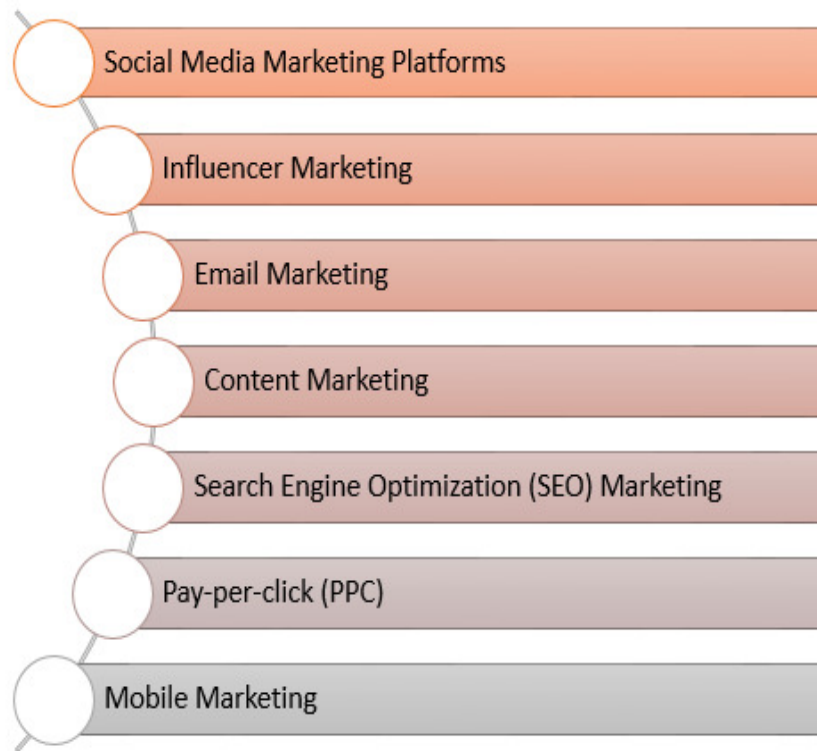 Social Media Marketing Platforms
Influencer Marketing
Email Marketing
Content Marketing
Search Engine Optimization (SEO) Marketing
Pay-per-click (PPC)
Mobile Marketing